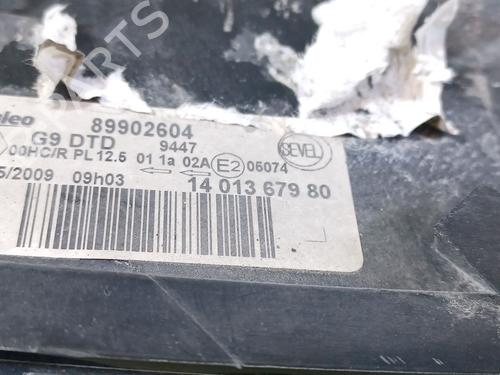 89902604
G9 DTD 9447
00HC/R PL 12.5 01 1a 02A E2 06074 SEVEL
5/2009 09h03 14 013 679 80